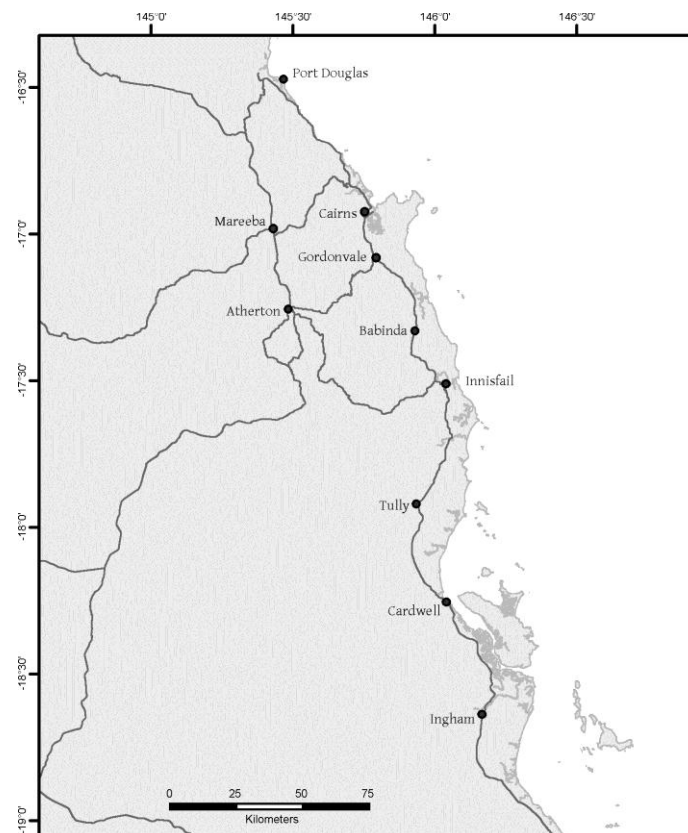 145°0' 145°30' 146°0' 146°30'
Port Douglas
-16°30'
Cairns
Mareeba
-17°0'
Gordonvale
Atherton
Babinda
-17°30'
Innisfail
Tully
-18°0'
Cardwell
-18°30'
Ingham
0 25 50 75
Kilometers
-19°0'